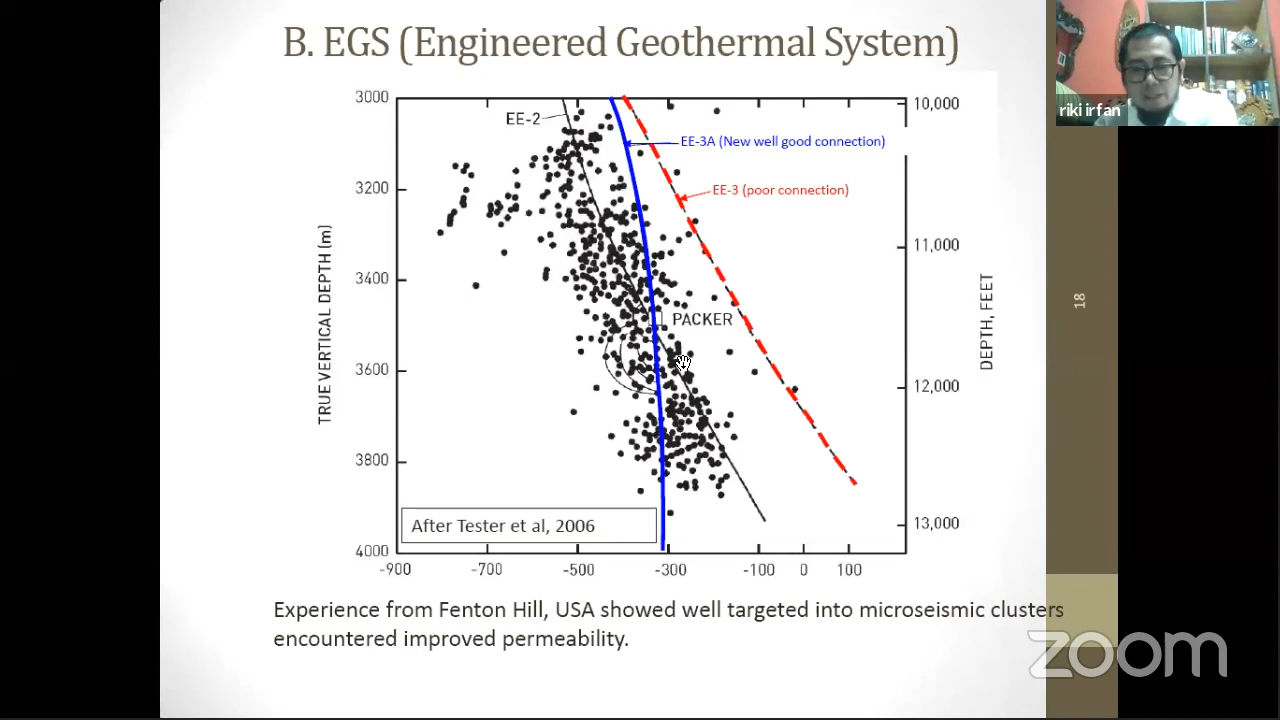 B. EGS (Engineered Geothermal System)
riki irfan
3000
3200
3400
3600
3800
4000
TRUE VERTICAL DEPTH (m)
EE-2
EE-3A (New well good connection)
EE-3 (poor connection)
PACKER
10,000
11,000
12,000
13,000
DEPTH, FEET
18
After Tester et al, 2006
-900
-700
-500
-300
-100
0
100
Experience from Fenton Hill, USA showed well targeted into microseismic clusters
encountered improved permeability.
zoom